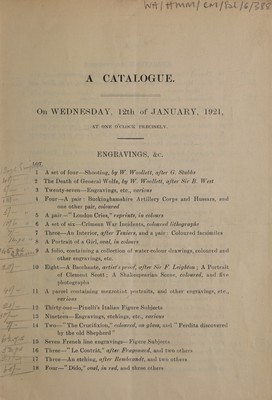 WA/HMM/CM/Sal/6/388
A CATALOGUE.
On WEDNESDAY, 12th of JANUARY, 1921,
AT ONE O'CLOCK PRECISELY.
ENGRAVINGS, &c.
LOT
1 A set of four—Shooting, by W. Woollett, after G. Stubbs
2 The Death of General Wolfe, by W. Woollett, after Sir B. West
3 Twenty-seven—Engravings, etc., various
4 Four—A pair: Buckinghamshire Artillery Corps and Hussars, and
one other pair, coloured
5 A pair—" London Cries," reprints, in colours
6 A set of six—Crimean War Incidents, coloured lithographs
7 Three—An Interior, after Tayler, and a pair: Coloured facsimiles
8 A Portrait of a Girl, oval, in colours
9 A folio, containing a collection of water-colour drawings, coloured and
other engravings, etc.
10 Eight—A Bacchante, artist's proof, after Sir F. Leighton; A Portrait
of Clement Scott; A Shakespearian Scene, coloured, and five
photographs
11 A parcel containing mezzotint portraits, and other engravings, etc.,
various
12 Thirty-one—Pinelli's Italian Figure Subjects
13 Nineteen—Engravings, etchings, etc., various
14 Two—" The Crucifixion," coloured, on glass, and " Perdita discovered
by the old Shepherd "
15 Seven French line engravings—Figure Subjects
16 Three—" Le Contrât," after Fragonard, and two others
17 Three—An etching after Rembrandt, and two others
18 Four—" Dido," oval, in red, and three others